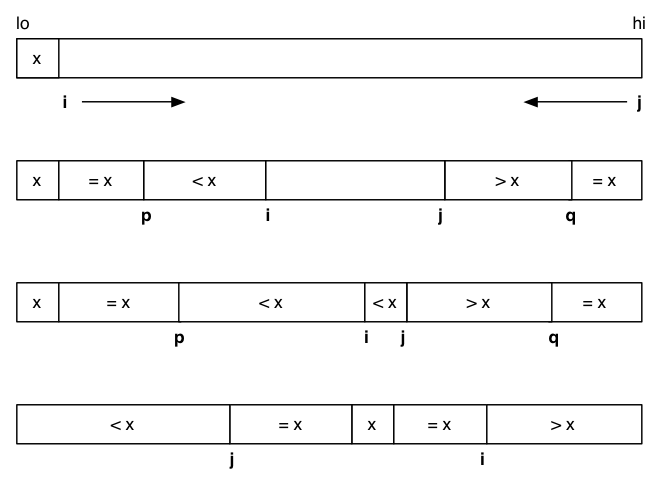 lo hi
x
i j
x = x < x > x = x
p i j q
x = x < x < x > x = x
p i j q
< x = x x = x > x
j i